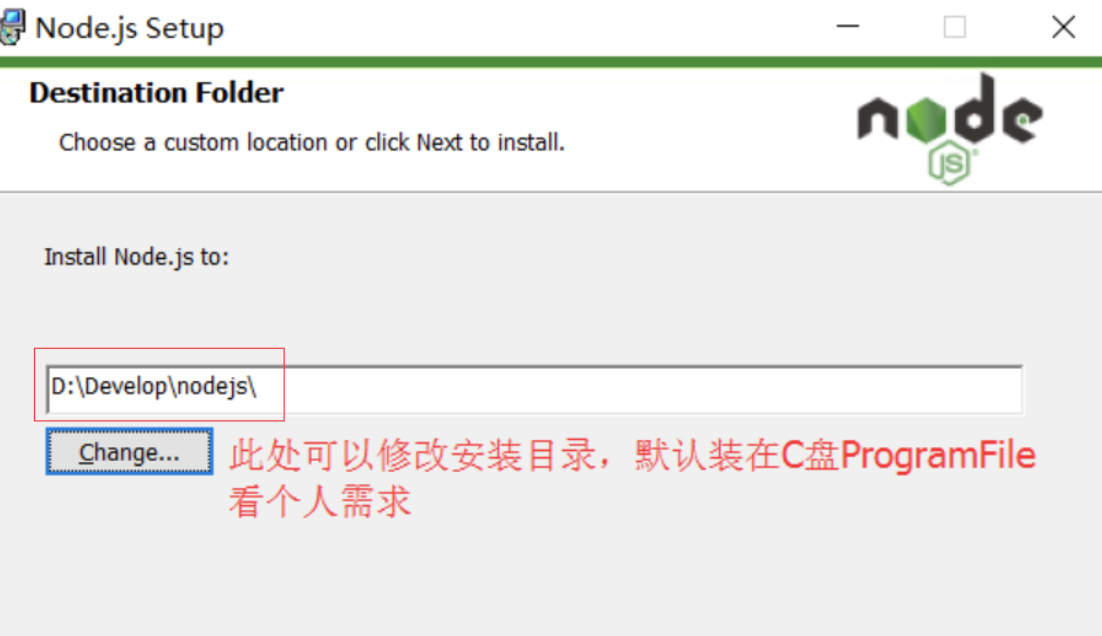 Node.js Setup
Destination Folder
Choose a custom location or click Next to install.
node
JS
Install Node.js to:
D:\Develop\nodejs\
Change...
此处可以修改安装目录，默认装在C盘ProgramFile
看个人需求